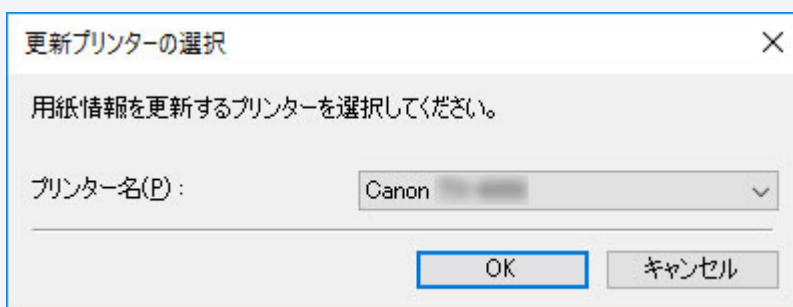 更新プリンターの選択
用紙情報を更新するプリンターを選択してください。
プリンター名(P) :
Canon
OK
キャンセル